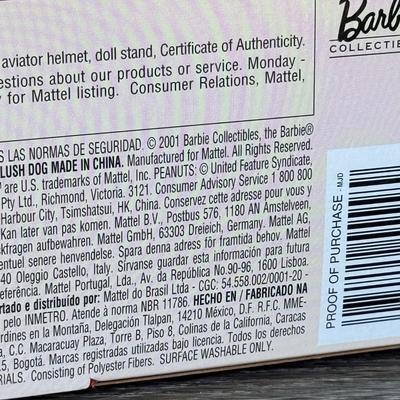 Barb
COLLECTIB
aviator helmet, doll stand, Certificate of Authenticity.
estions about our products or service. Monday -
y for Mattel listing. Consumer Relations, Mattel,
S LAS NORMAS DE SEGURIDAD. © 2001 Barbie Collectibles, the Barbie®
LUSH DOG MADE IN CHINA. Manufactured for Mattel. All Rights Reserved.
™ are U.S. trademarks of Mattel, Inc. PEANUTS: © United Feature Syndicate,
Pty Ltd., Richmond, Victoria. 3121. Consumer Advisory Service 1 800 800
Harbour City, Tsimshatsui, HK, China. Conservez cette adresse pour vous y
Kan later van pas komen. Mattel B.V., Postbus 576, 1180 AN Amstelveen,
ckfragen aufbewahren. Mattel GmbH, 63303 Dreieich, Germany. Mattel AG,
entuel senere henvendelse. Spara denna adress för framtida behov. Mattel
40 Oleggio Castello, Italy. Sírvanse guardar esta información para futura
eferência. Mattel Portugal, Lda., Av. da República No.90-96, 1600 Lisboa.
rtado e distribuído por: Mattel do Brasil Ltda - CGC: 54.558.002/0001-20 -
pelo INMETRO. Atende à norma NBR 11786. HECHO EN / FABRICADO NA
ardines en la Montaña, Delegación Tlalpan, 14210 México, D.F. R.F.C. MME-
a, C.C. Macaracuay Plaza, Torre B, Piso 8, Colinas de la California, Caracas
.5, Bogotá. Marcas registradas utilizadas bajo licencia. Todos los derechos
RIALS. Consisting of Polyester Fibers. SURFACE WASHABLE ONLY.
PROOF OF PURCHASE - MJD